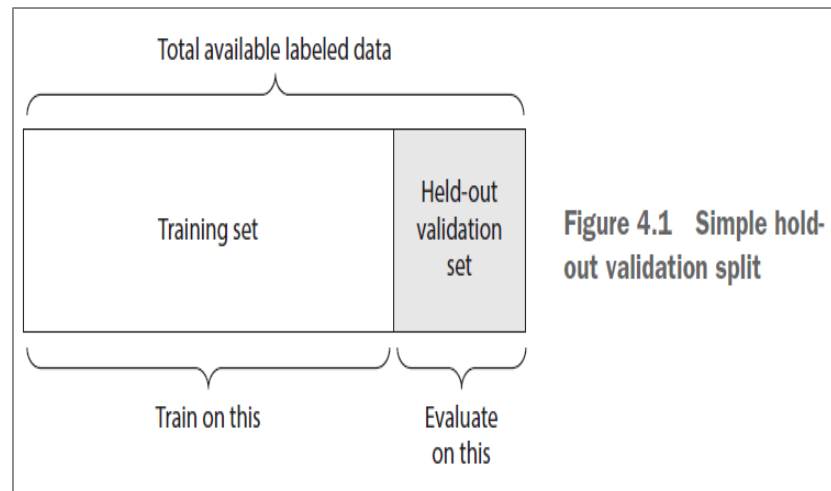 Total available labeled data
Training set
Held-out
validation
set
Train on this
Evaluate
on this
Figure 4.1 Simple hold-
out validation split